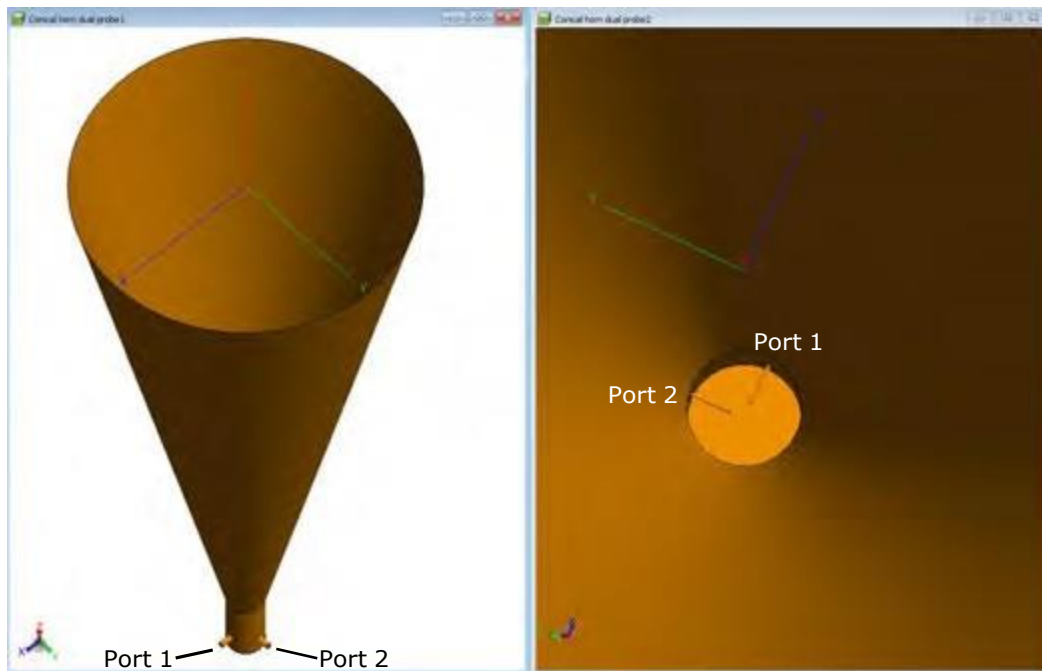 Conical horn dual probe1
Conical horn dual probe2
X
Y
Y
Port 1
Port 2
X
Y
Port 1
Port 2